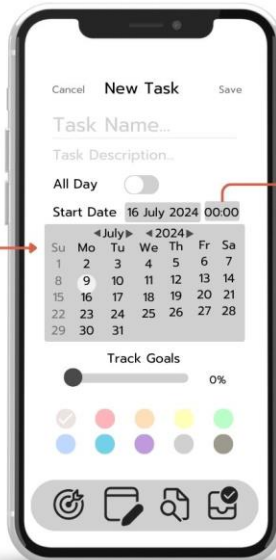 Cancel New Task Save
Task Name...
Task Description...
All Day
Start Date 16 July 2024 00:00
July 2024
Su Mo Tu We Th Fr Sa
1 2 3 4 5 6 7
8 9 10 11 12 13 14
15 16 17 18 19 20 21
22 23 24 25 26 27 28
29 30 31
Track Goals
0%